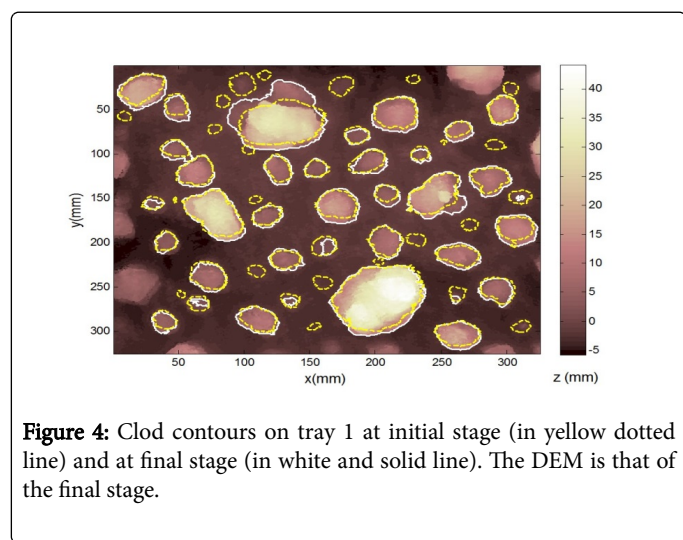 50
100
150
200
250
300
y(mm)
50 100 150 200 250 300
x(mm)
40
35
30
25
20
15
10
5
0
-5
z (mm)
Figure 4: Clod contours on tray 1 at initial stage (in yellow dotted
line) and at final stage (in white and solid line). The DEM is that of
the final stage.